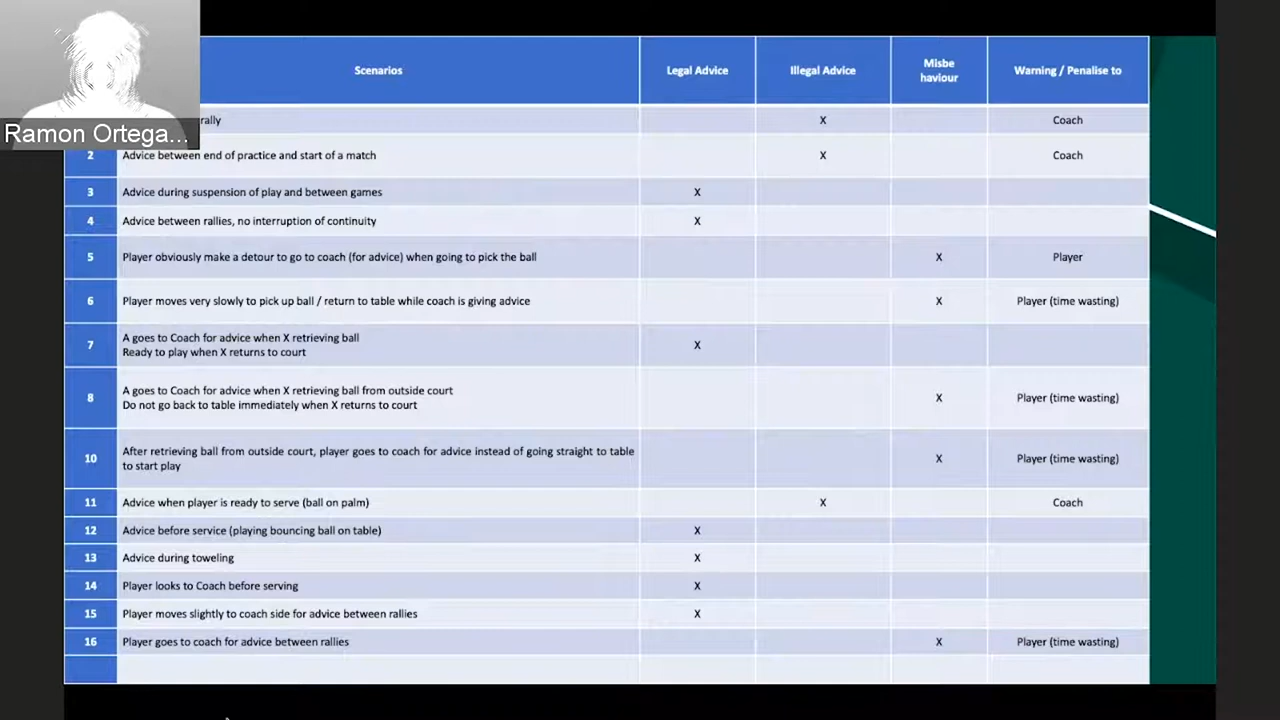 Ramon Ortega...
Scenarios
Legal Advice
Illegal Advice
Misbe
haviour
Warning / Penalise to
rally
X
Coach
2
Advice between end of practice and start of a match
X
Coach
3
Advice during suspension of play and between games
X
4
Advice between rallies, no interruption of continuity
X
5
Player obviously make a detour to go to coach (for advice) when going to pick the ball
X
Player
6
Player moves very slowly to pick up ball / return to table while coach is giving advice
X
Player (time wasting)
7
A goes to Coach for advice when X retrieving ball
Ready to play when X returns to court
X
8
A goes to Coach for advice when X retrieving ball from outside court
Do not go back to table immediately when X returns to court
X
Player (time wasting)
10
After retrieving ball from outside court, player goes to coach for advice instead of going straight to table
to start play
X
Player (time wasting)
11
Advice when player is ready to serve (ball on palm)
X
Coach
12
Advice before service (playing bouncing ball on table)
X
13
Advice during toweling
X
14
Player looks to Coach before serving
X
15
Player moves slightly to coach side for advice between rallies
X
16
Player goes to coach for advice between rallies
X
Player (time wasting)